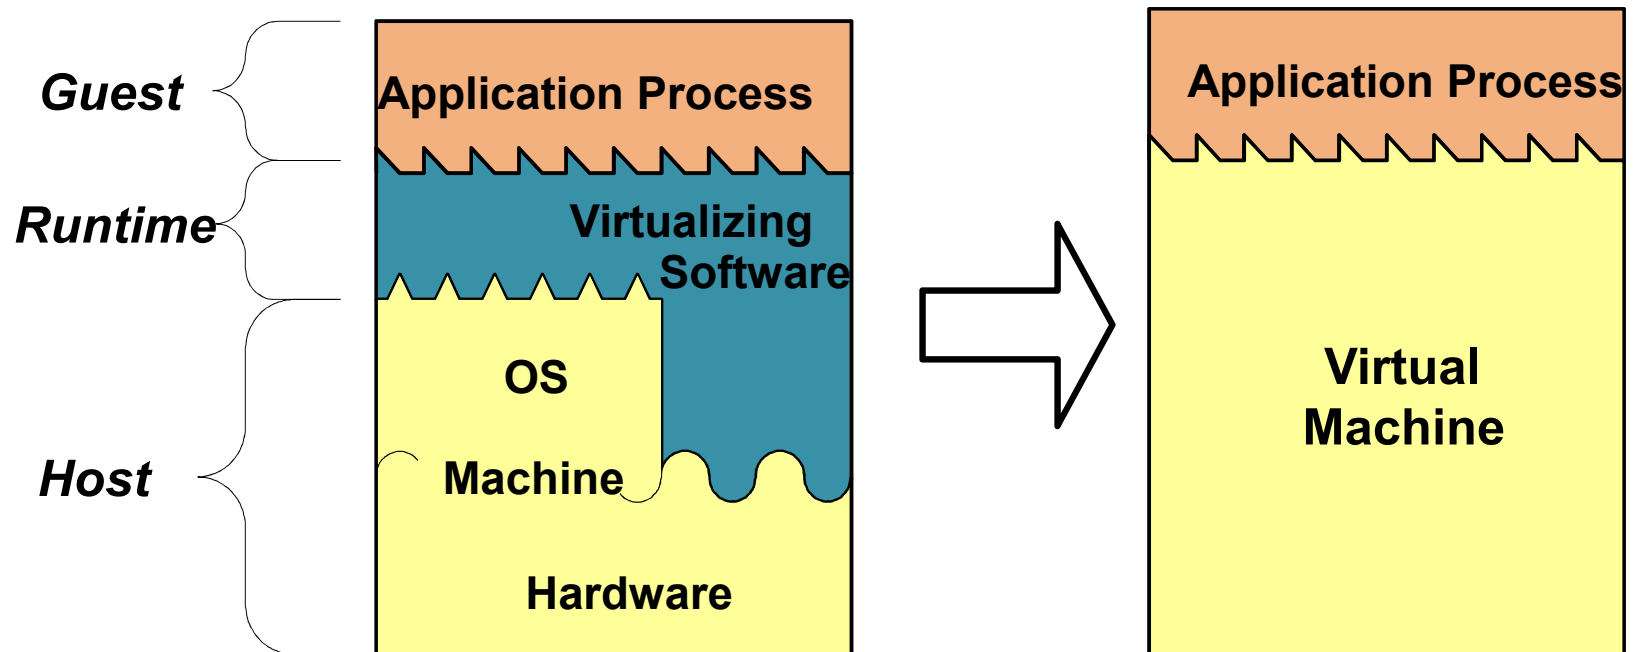 Guest
Application Process
Runtime
Virtualizing
Software
OS
Host
Machine
Hardware
Application Process
Virtual
Machine